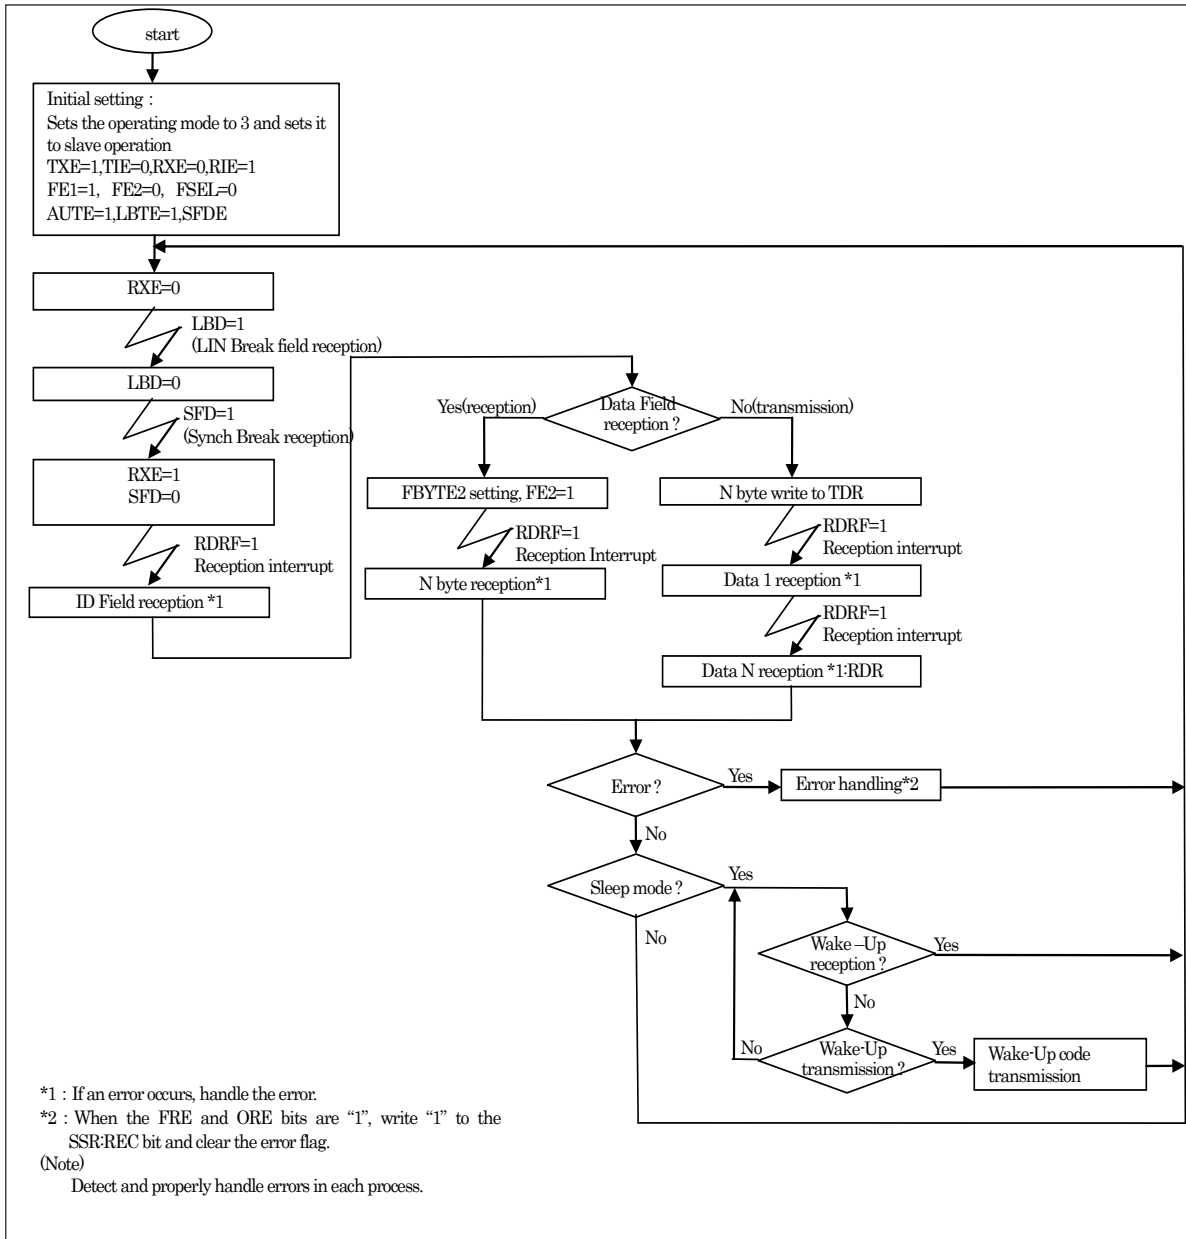 start
Initial setting :
Sets the operating mode to 3 and sets it
to slave operation
TXE=1,TIE=0,RXE=0,RIE=1
FE1=1, FE2=0, FSEL=0
AUTE=1,LBTE=1,SFDE
RXE=0
LBD=1
(LIN Break field reception)
LBD=0
SFD=1
(Synch Break reception)
RXE=1
SFD=0
RDRF=1
Reception interrupt
ID Field reception *1
Data Field
reception ?
Yes(reception)
No(transmission)
FBYTE2 setting, FE2=1
RDRF=1
Reception Interrupt
N byte reception*1
N byte write to TDR
RDRF=1
Reception interrupt
Data 1 reception *1
RDRF=1
Reception interrupt
Data N reception *1:RDR
Error ?
Yes
Error handling*2
No
Sleep mode ?
Yes
No
Wake –Up
reception ?
Yes
No
Wake-Up
transmission ?
No
Yes
Wake-Up code
transmission
*1 : If an error occurs, handle the error.
*2 : When the FRE and ORE bits are “1”, write “1” to the
SSR:REC bit and clear the error flag.
(Note)
Detect and properly handle errors in each process.